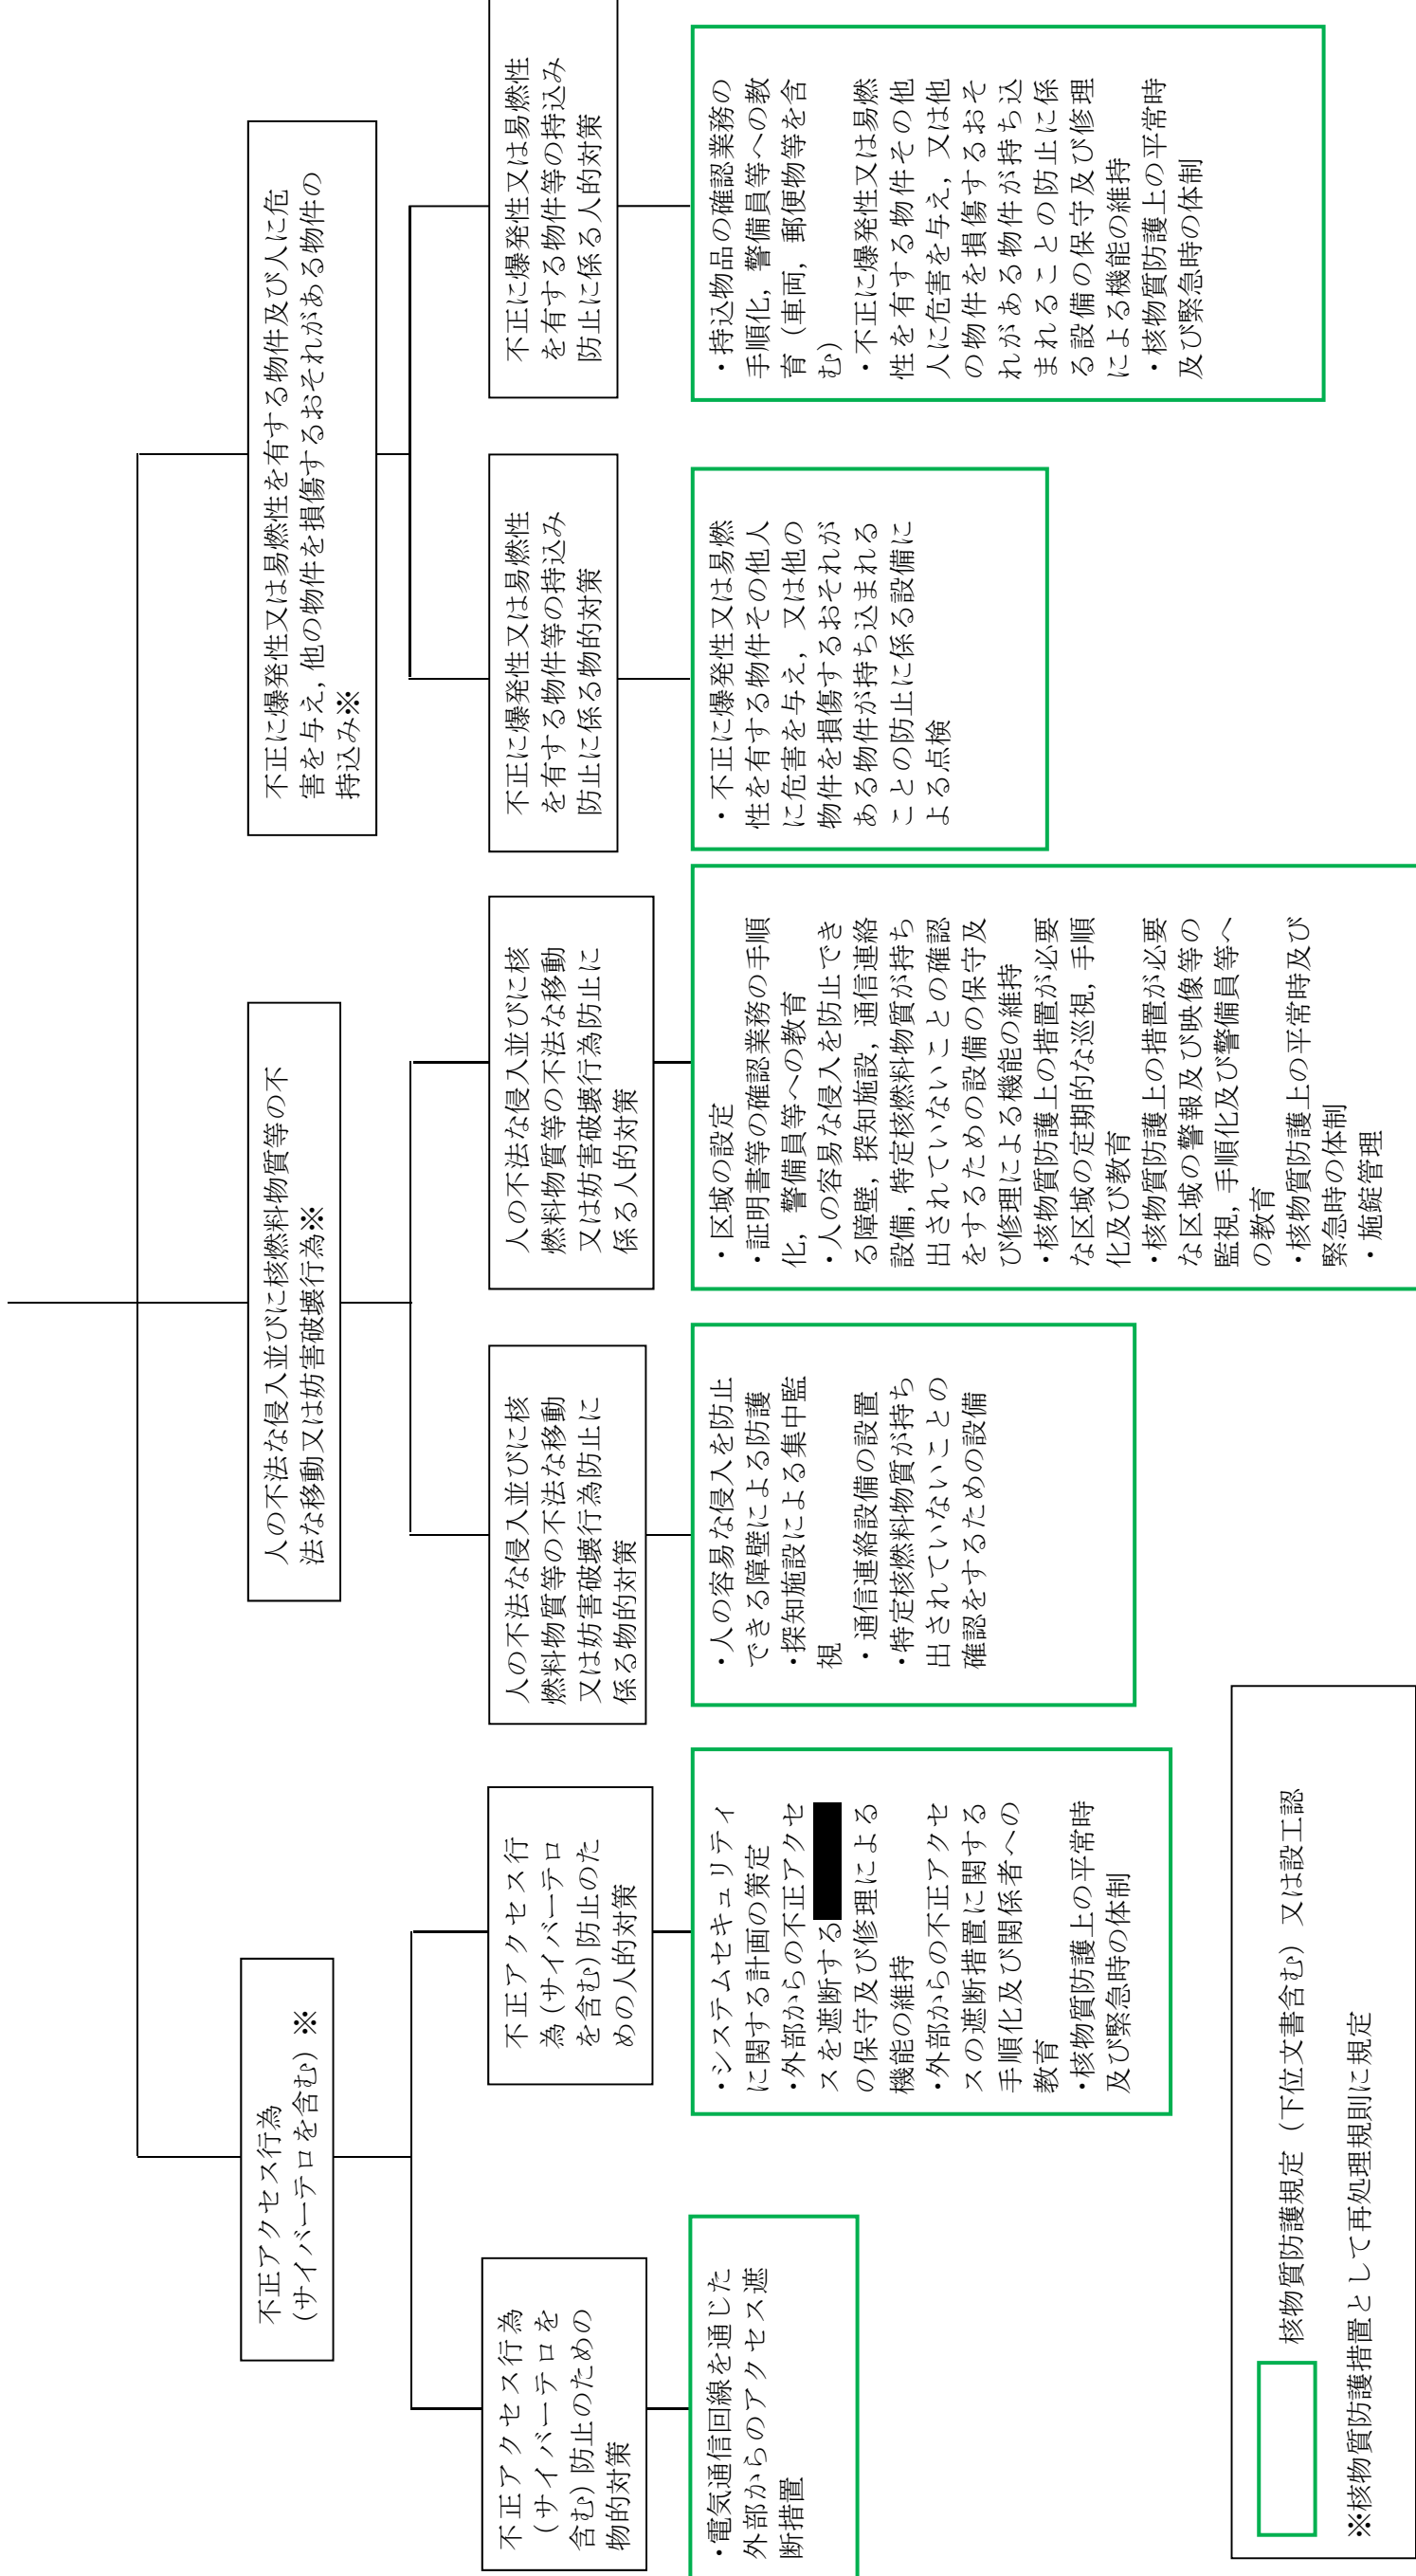 不正アクセス行為
(サイバーテロを含む)※
人の不法な侵入並びに核燃料物質等の不
法な移動又は妨害破壊行為※
不正に爆発性又は易燃性を有する物件及び人に危
害を与え,他の物件を損傷するおそれがある物件の
持込み※
不正アクセス行為
(サイバーテロを
含む)防止のための
物的対策
不正アクセス行
為(サイバーテロ
を含む)防止のた
めの人的対策
人の不法な侵入並びに核
燃料物質等の不法な移動
又は妨害破壊行為防止に
係る物的対策
人の不法な侵入並びに核
燃料物質等の不法な移動
又は妨害破壊行為防止に
係る人的対策
不正に爆発性又は易燃性
を有する物件等の持込み
防止に係る物的対策
不正に爆発性又は易燃性
を有する物件等の持込み
防止に係る人的対策
・電気通信回線を通じた
外部からのアクセス遮
断措置
・システムセキュリティ
に関する計画の策定
・外部からの不正アクセ
スを遮断する
の保守及び修理による
機能の維持
・外部からの不正アクセ
スの遮断措置に関する
手順化及び関係者への
教育
・核物質防護上の平常時
及び緊急時の体制
・人の容易な侵入を防止
できる障壁による防護
・探知施設による集中監
視
・通信連絡設備の設置
・特定核燃料物質が持ち
出されていないことの
確認をするための設備
・区域の設定
・証明書等の確認業務の手順
化,警備員等への教育
・人の容易な侵入を防止でき
る障壁,探知施設,通信連絡
設備,特定核燃料物質が持ち
出されていないことの確認
をするための設備の保守及
び修理による機能の維持
・核物質防護上の措置が必要
な区域の定期的な巡視,手順
化及び教育
・核物質防護上の措置が必要
な区域の警報及び映像等の
監視,手順化及び警備員等へ
の教育
・核物質防護上の平常時及び
緊急時の体制
・施錠管理
・不正に爆発性又は易燃
性を有する物件その他人
に危害を与え,又は他の
物件を損傷するおそれが
ある物件が持ち込まれる
ことの防止に係る設備に
よる点検
・持込物品の確認業務の
手順化,警備員等への教
育(車両,郵便物等を含
む)
・不正に爆発性又は易燃
性を有する物件その他
人に危害を与え,又は他
の物件を損傷するおそ
れがある物件が持ち込
まれることの防止に係
る設備の保守及び修理
による機能の維持
・核物質防護上の平常時
及び緊急時の体制
核物質防護規定(下位文書含む)又は設工認
※核物質防護措置として再処理規則に規定